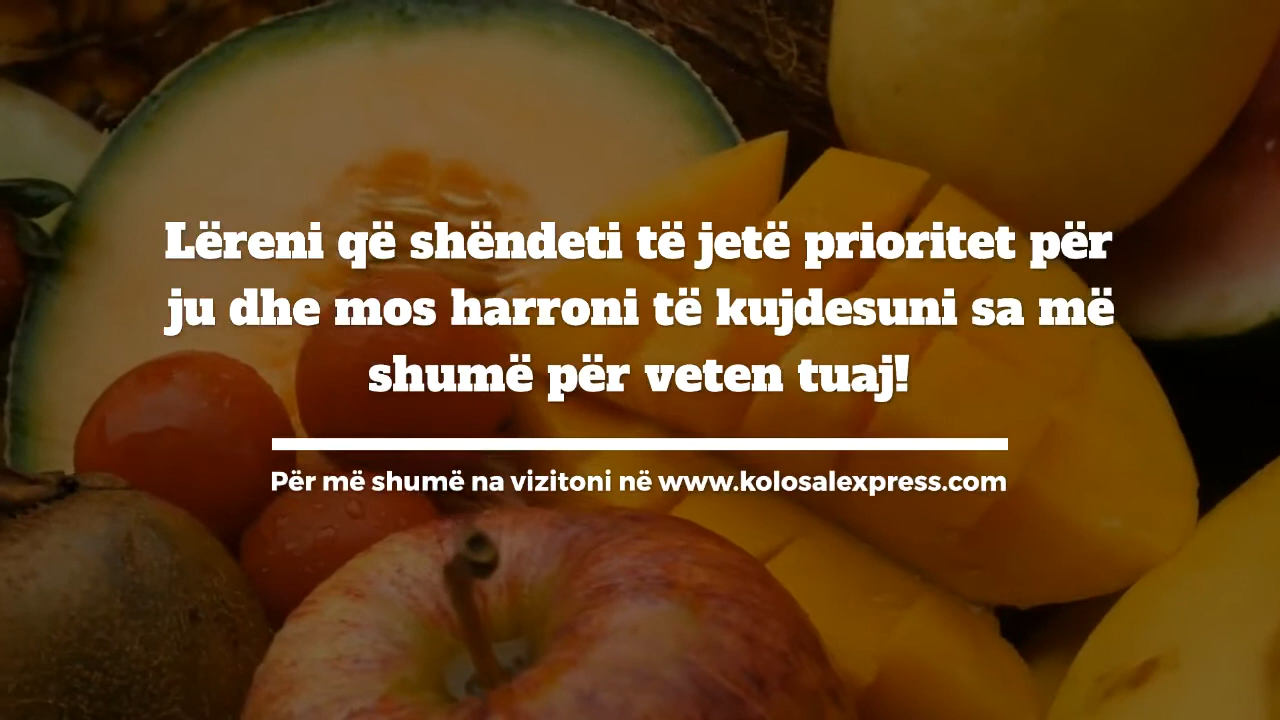 Lëreni që shëndeti të jetë prioritet për
ju dhe mos harroni të kujdesuni sa më
shumë për veten tuaj!
Për më shumë na vizitoni në www.kolosalexpress.com